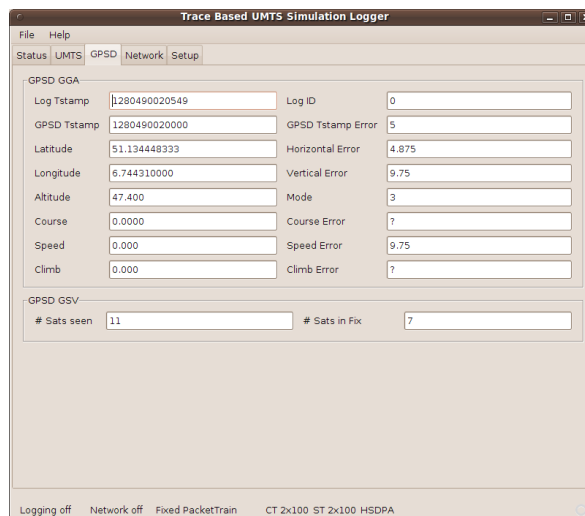 Trace Based UMTS Simulation Logger
File Help
Status UMTS GPSD Network Setup
GPSD GGA
Log Tstamp 1280490020549 Log ID 0
GPSD Tstamp 1280490020000 GPSD Tstamp Error 5
Latitude 51.134448333 Horizontal Error 4.875
Longitude 6.744310000 Vertical Error 9.75
Altitude 47.400 Mode 3
Course 0.0000 Course Error ?
Speed 0.000 Speed Error 9.75
Climb 0.000 Climb Error ?
GPSD GSV
# Sats seen 11 # Sats in Fix 7
Logging off Network off Fixed PacketTrain CT 2x100 ST 2x100 HSDPA